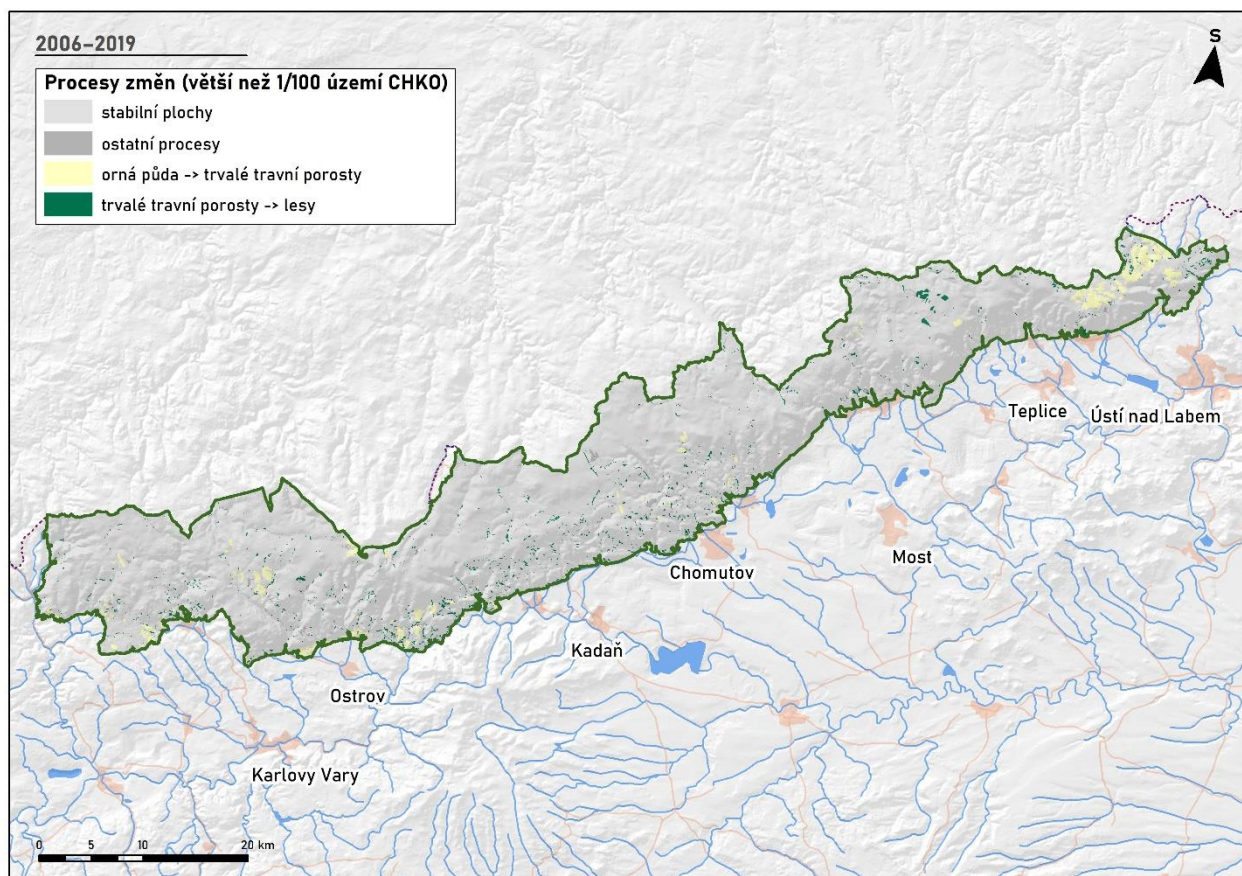 2006–2019
S
Procesy změn (větší než 1/100 území CHKO)
stabilní plochy
ostatní procesy
orná půda -> trvalé travní porosty
trvalé travní porosty -> lesy
Teplice
Ústí nad Labem
Most
Chomutov
Kadaň
Ostrov
Karlovy Vary
0 5 10 20 km